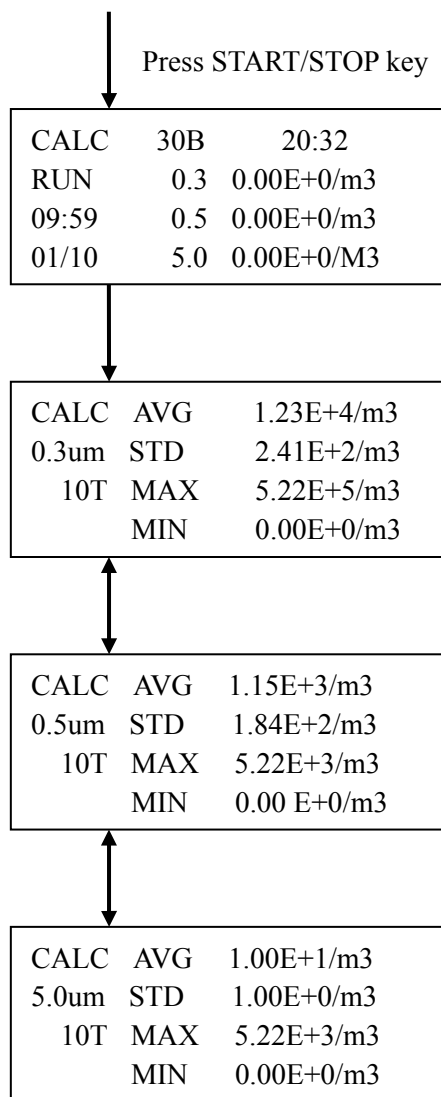 Press START/STOP key
CALC 30B 20:32
RUN 0.3 0.00E+0/m3
09:59 0.5 0.00E+0/m3
01/10 5.0 0.00E+0/M3
CALC AVG 1.23E+4/m3
0.3um STD 2.41E+2/m3
10T MAX 5.22E+5/m3
MIN 0.00E+0/m3
CALC AVG 1.15E+3/m3
0.5um STD 1.84E+2/m3
10T MAX 5.22E+3/m3
MIN 0.00 E+0/m3
CALC AVG 1.00E+1/m3
5.0um STD 1.00E+0/m3
10T MAX 5.22E+3/m3
MIN 0.00E+0/m3